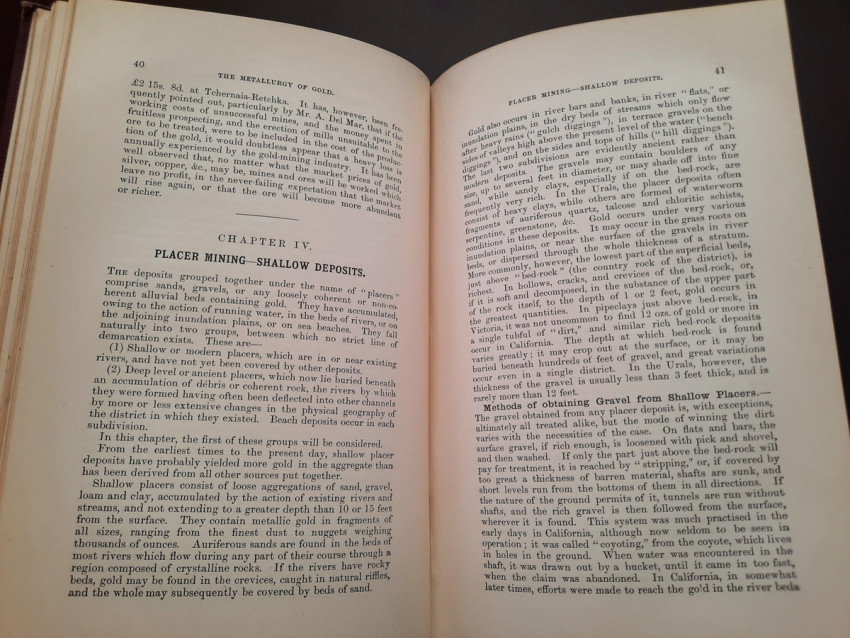 40
THE METALLURGY OF GOLD.
£2 15s. 8d. at Tchernaia-Retchka. It has, however, been fre-
quently pointed out, particularly by Mr. A. Del Mar, that if the
working costs of unsuccessful mines, and the money spent in
fruitless prospecting, and the erection of mills unsuitable to the
ore to be treated, were to be included in the cost of the produc-
tion of the gold, it would doubtless appear that a heavy loss is
annually experienced by the gold-mining industry. It has been
well observed that, no matter what the market prices of gold,
silver, copper, &c., may be, mines and ores will be worked which
leave no profit, in the never-failing expectation that the market
will rise again, or that the ore will become more abundant
or richer.
CHAPTER IV.
PLACER MINING—SHALLOW DEPOSITS.
THE deposits grouped together under the name of "placers"
comprise sands, gravels, or any loosely coherent or non-co-
herent alluvial beds containing gold. They have accumulated,
owing to the action of running water, in the beds of rivers, or on
the adjoining inundation plains, or on sea beaches. They fall
naturally into two groups, between which no strict line of
demarcation exists. These are—
(1) Shallow or modern placers, which are in or near existing
rivers, and have not yet been covered by other deposits.
(2) Deep level or ancient placers, which now lie buried beneath
an accumulation of débris or coherent rock, the rivers by which
they were formed having often been deflected into other channels
by more or less extensive changes in the physical geography of
the district in which they existed. Beach deposits occur in each
subdivision.
In this chapter, the first of these groups will be considered.
From the earliest times to the present day, shallow placer
deposits have probably yielded more gold in the aggregate than
has been derived from all other sources put together.
Shallow placers consist of loose aggregations of sand, gravel,
loam and clay, accumulated by the action of existing rivers and
streams, and not extending to a greater depth than 10 or 15 feet
from the surface. They contain metallic gold in fragments of
all sizes, ranging from the finest dust to nuggets weighing
thousands of ounces. Auriferous sands are found in the beds of
most rivers which flow during any part of their course through a
region composed of crystalline rocks. If the rivers have rocky
beds, gold may be found in the crevices, caught in natural riffles,
and the whole may subsequently be covered by beds of sand.
PLACER MINING—SHALLOW DEPOSITS.
41
Gold also occurs in river bars and banks, in river "flats," or
inundation plains, in the dry beds of streams which only flow
after heavy rains ("gulch diggings"), in terrace gravels on the
sides of valleys high above the present level of the water ("bench
diggings"), and on the sides and tops of hills ("hill diggings").
The last two subdivisions are evidently ancient rather than
modern deposits. The gravels may contain boulders of any
size, up to several feet in diameter, or may shade off into fine
sand, while sandy clays, especially if on the bed-rock, are
frequently very rich. In the Urals, the placer deposits often
consist of heavy clays, while others are formed of waterworn
fragments of auriferous quartz, talcose and chloritic schists,
serpentine, greenstone, &c. Gold occurs under very various
conditions in these deposits. It may occur in the grass roots on
inundation plains, or near the surface of the gravels in river
beds, or dispersed through the whole thickness of a stratum.
More commonly, however, the lowest part of the superficial beds,
just above "bed-rock" (the country rock of the district), is
richest. In hollows, cracks, and crevices of the bed-rock, or,
if it is soft and decomposed, in the substance of the upper part
of the rock itself, to the depth of 1 or 2 feet, gold occurs in
the greatest quantities. In pipeclays just above bed-rock, in
Victoria, it was not uncommon to find 12 ozs. of gold or more in
a single tubful of "dirt," and similar rich bed-rock deposits
occur in California. The depth at which bed-rock is found
varies greatly; it may crop out at the surface, or it may be
buried beneath hundreds of feet of gravel, and great variations
occur even in a single district. In the Urals, however, the
thickness of the gravel is usually less than 3 feet thick, and is
rarely more than 12 feet.
Methods of obtaining Gravel from Shallow Placers.—
The gravel obtained from any placer deposit is, with exceptions,
ultimately all treated alike, but the mode of winning the dirt
varies with the necessities of the case. On flats and bars, the
surface gravel, if rich enough, is loosened with pick and shovel,
and then washed. If only the part just above the bed-rock will
pay for treatment, it is reached by "stripping," or, if covered by
too great a thickness of barren material, shafts are sunk, and
short levels run from the bottoms of them in all directions. If
the nature of the ground permits of it, tunnels are run without
shafts, and the rich gravel is then followed from the surface,
wherever it is found. This system was much practised in the
early days in California, although now seldom to be seen in
operation; it was called "coyoting," from the coyote, which lives
in holes in the ground. When water was encountered in the
shaft, it was drawn out by a bucket, until it came in too fast,
when the claim was abandoned. In California, in somewhat
later times, efforts were made to reach the gold in the river beds